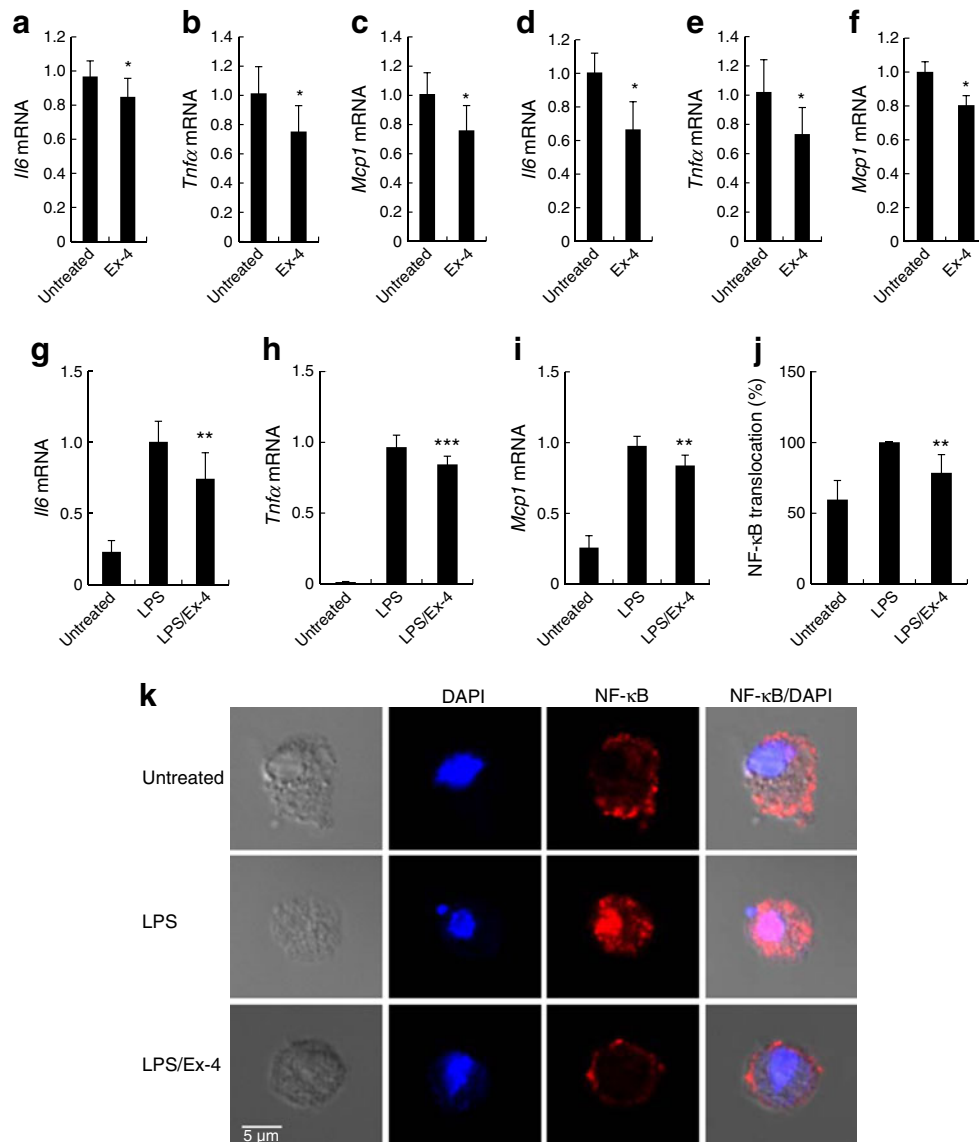 a b c d e f
Il6 mRNA
1.2
1.0
0.8
0.6
0.4
0.2
0
*
Untreated
Ex-4
Tnfα mRNA
1.4
1.2
1.0
0.8
0.6
0.4
0.2
0
*
Untreated
Ex-4
Mcp1 mRNA
1.4
1.2
1.0
0.8
0.6
0.4
0.2
0
*
Untreated
Ex-4
Il6 mRNA
1.2
1.0
0.8
0.6
0.4
0.2
0
*
Untreated
Ex-4
Tnfα mRNA
1.4
1.2
1.0
0.8
0.6
0.4
0.2
0
*
Untreated
Ex-4
Mcp1 mRNA
1.2
1.0
0.8
0.6
0.4
0.2
0
*
Untreated
Ex-4
g h i j
Il6 mRNA
1.5
1.0
0.5
0
**
Untreated
LPS
LPS/Ex-4
Tnfα mRNA
1.5
1.0
0.5
0
***
Untreated
LPS
LPS/Ex-4
Mcp1 mRNA
1.5
1.0
0.5
0
**
Untreated
LPS
LPS/Ex-4
NF-κB translocation (%)
150
100
50
0
**
Untreated
LPS
LPS/Ex-4
k
DAPI NF-κB NF-κB/DAPI
Untreated
LPS
LPS/Ex-4
5 μm